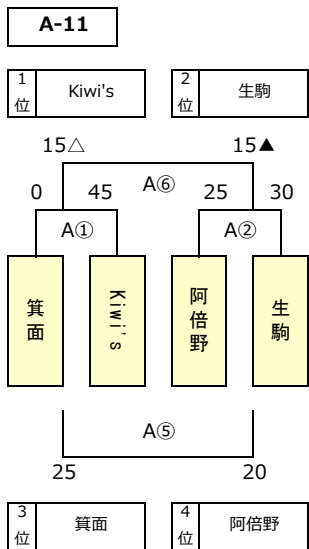 A-11
1位 Kiwi's
2位 生駒
15△ 15▲
A⑥
0 45 25 30
A① A②
箕面
Kiwi's
阿倍野
生駒
A⑤
25 20
3位 箕面
4位 阿倍野